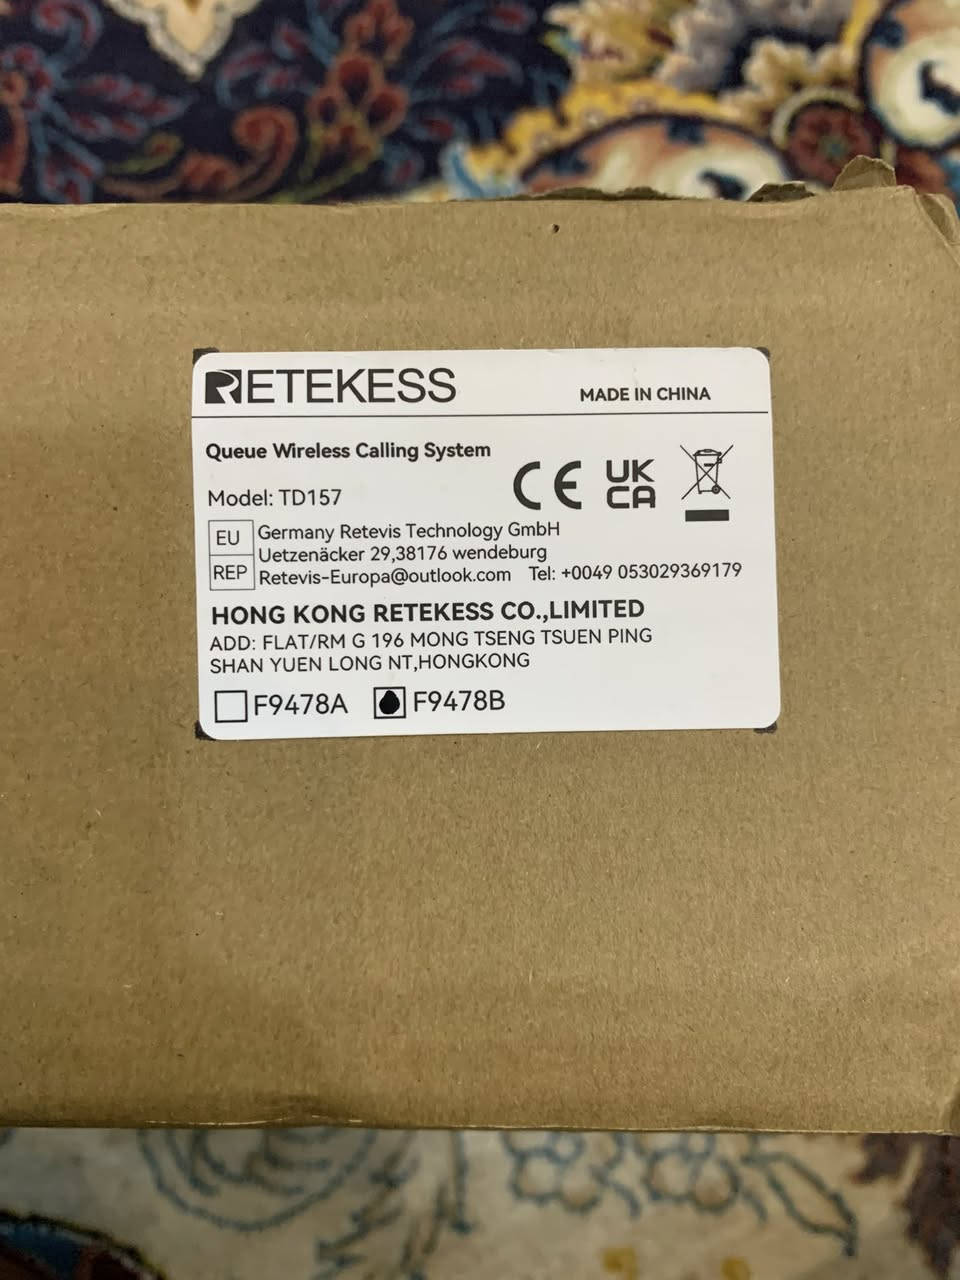 RETEKESS MADE IN CHINA
Queue Wireless Calling System
CE UK CA
Model: TD157
EU Germany Retevis Technology GmbH
Uetzenäcker 29,38176 wendeburg
REP Retevis-Europa@outlook.com Tel: +0049 053029369179
HONG KONG RETEKESS CO.,LIMITED
ADD: FLAT/RM G 196 MONG TSENG TSUEN PING
SHAN YUEN LONG NT,HONGKONG
F9478A F9478B